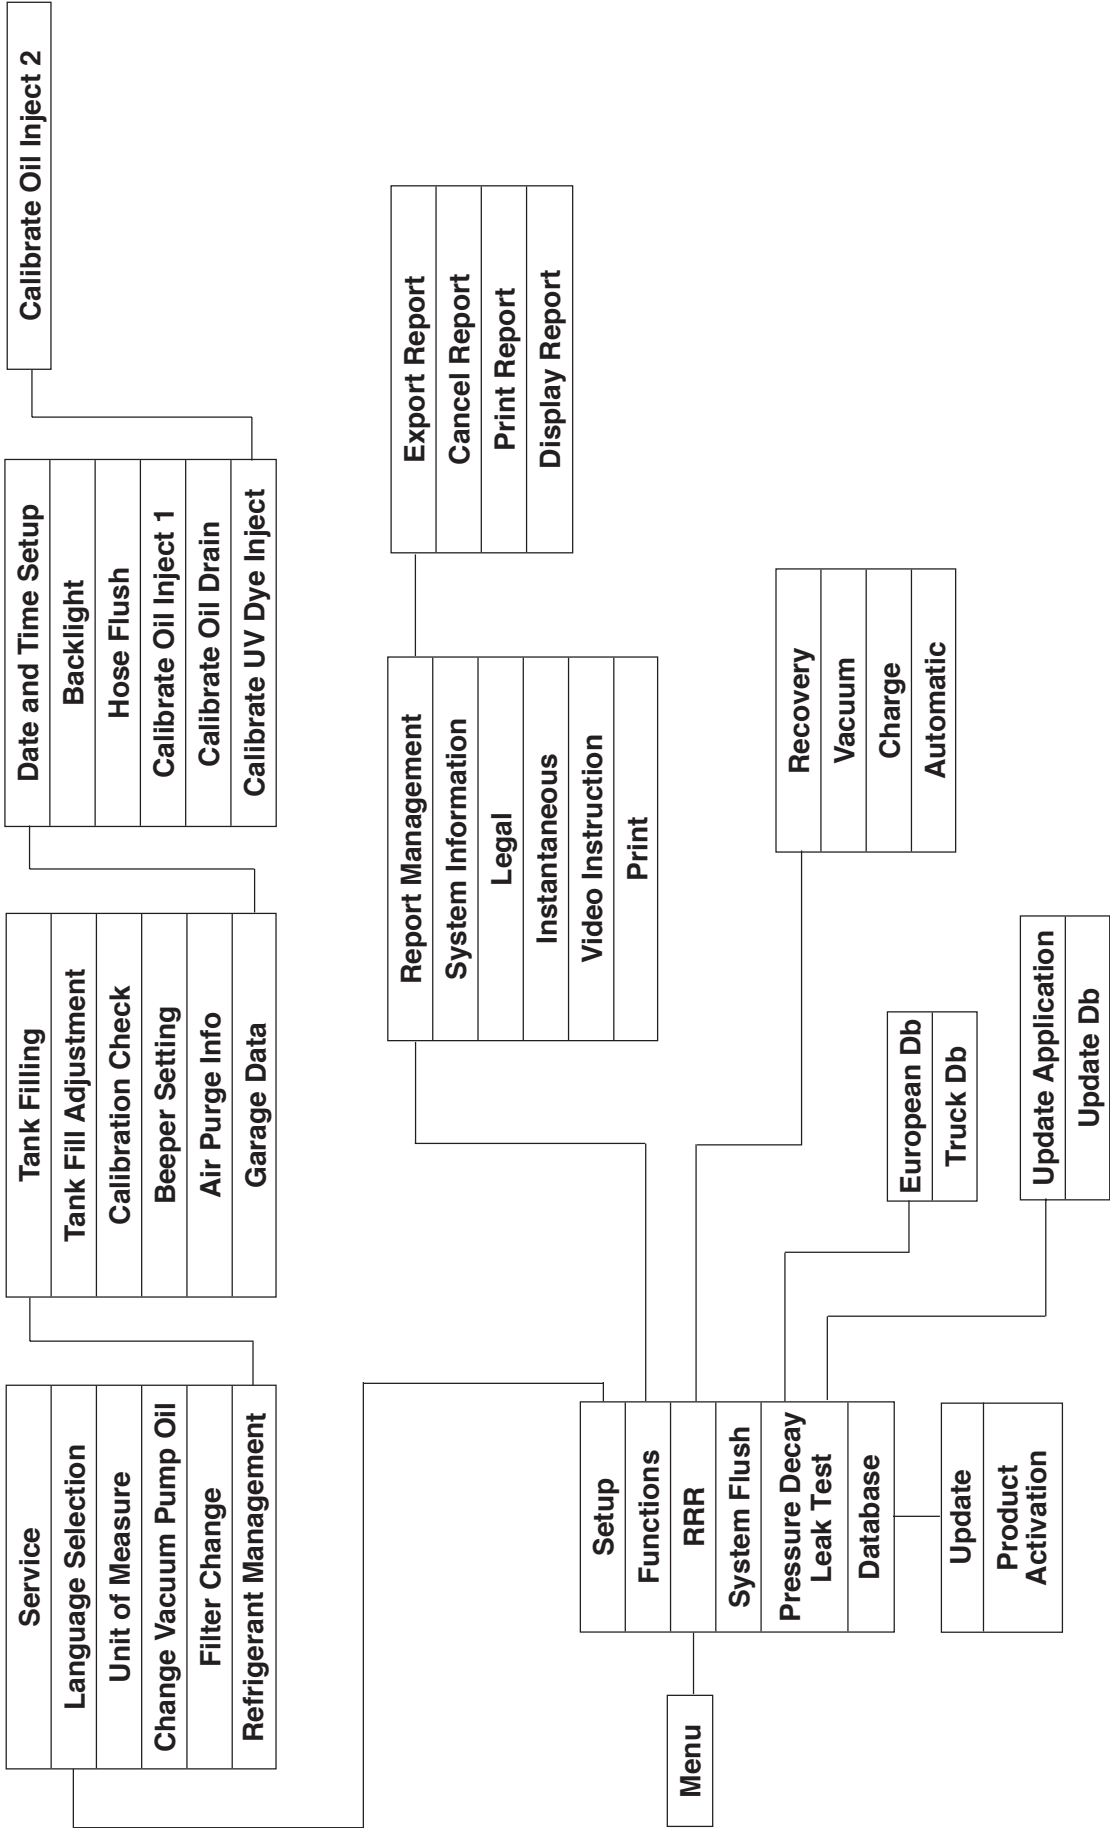 Service
Language Selection
Unit of Measure
Change Vacuum Pump Oil
Filter Change
Refrigerant Management
Tank Filling
Tank Fill Adjustment
Calibration Check
Beeper Setting
Air Purge Info
Garage Data
Date and Time Setup
Backlight
Hose Flush
Calibrate Oil Inject 1
Calibrate Oil Drain
Calibrate UV Dye Inject
Calibrate Oil Inject 2
Report Management
System Information
Legal
Instantaneous
Video Instruction
Print
Export Report
Cancel Report
Print Report
Display Report
Menu
Setup
Functions
RRR
System Flush
Pressure Decay
Leak Test
Database
Update
Product
Activation
Recovery
Vacuum
Charge
Automatic
European Db
Truck Db
Update Application
Update Db